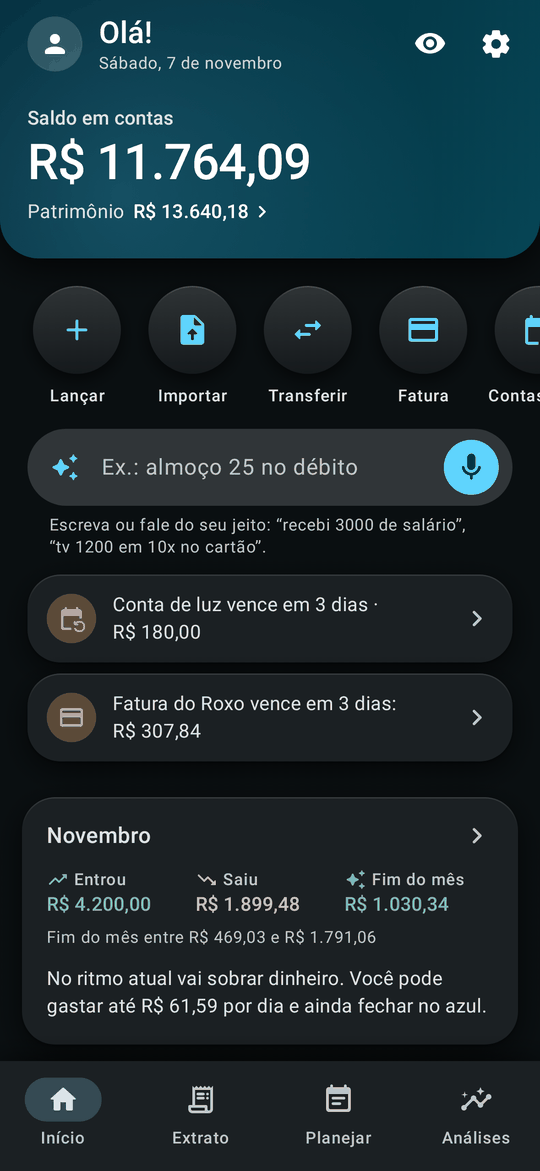 Olá!
Sábado, 7 de novembro
Saldo em contas
R$ 11.764,09
Patrimônio R$ 13.640,18
Lançar
Importar
Transferir
Fatura
Contas
Ex.: almoço 25 no débito
Escreva ou fale do seu jeito: “recebi 3000 de salário”,
“tv 1200 em 10x no cartão”.
Conta de luz vence em 3 dias ·
R$ 180,00
Fatura do Roxo vence em 3 dias:
R$ 307,84
Novembro
Entrou
Saiu
Fim do mês
R$ 4.200,00
R$ 1.899,48
R$ 1.030,34
Fim do mês entre R$ 469,03 e R$ 1.791,06
No ritmo atual vai sobrar dinheiro. Você pode
gastar até R$ 61,59 por dia e ainda fechar no azul.
Início
Extrato
Planejar
Análises